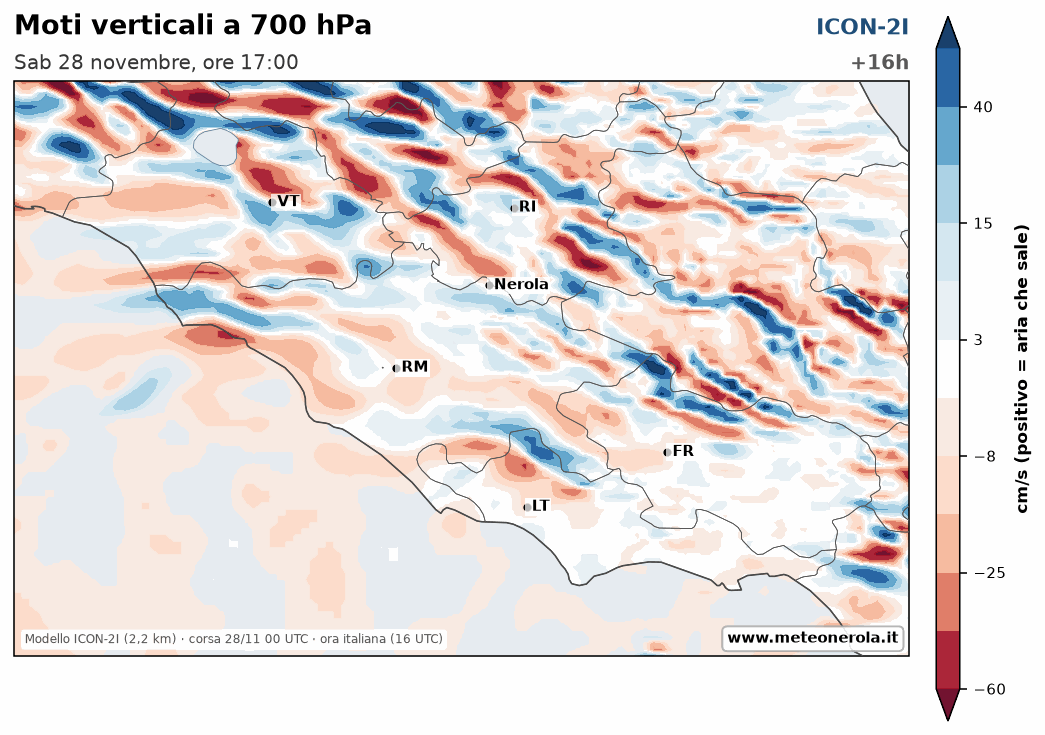 Moti verticali a 700 hPa
ICON-2I
Sab 28 novembre, ore 17:00
+16h
VT
RI
Nerola
RM
FR
LT
Modello ICON-2I (2,2 km) · corsa 28/11 00 UTC · ora italiana (16 UTC)
www.meteonerola.it
40
15
3
−8
−25
−60
cm/s (positivo = aria che sale)